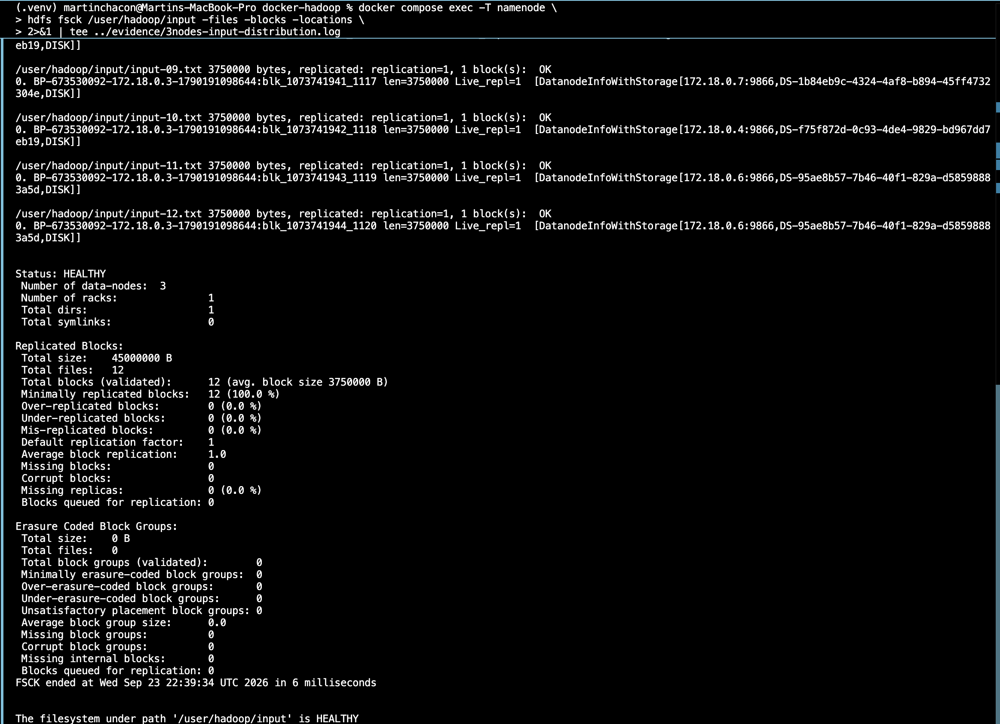 (.venv) martinchacon@Martins-MacBook-Pro docker-hadoop % docker compose exec -T namenode \
> hdfs fsck /user/hadoop/input -files -blocks -locations \
> 2>&1 | tee ../evidence/3nodes-input-distribution.log
eb19,DISK]]
/user/hadoop/input/input-09.txt 3750000 bytes, replicated: replication=1, 1 block(s):  OK
0. BP-673530092-172.18.0.3-1790191098644:blk_1073741941_1117 len=3750000 Live_repl=1  [DatanodeInfoWithStorage[172.18.0.7:9866,DS-1b84eb9c-4324-4af8-b894-45ff4732
304e,DISK]]
/user/hadoop/input/input-10.txt 3750000 bytes, replicated: replication=1, 1 block(s):  OK
0. BP-673530092-172.18.0.3-1790191098644:blk_1073741942_1118 len=3750000 Live_repl=1  [DatanodeInfoWithStorage[172.18.0.4:9866,DS-f75f872d-0c93-4de4-9829-bd967dd7
eb19,DISK]]
/user/hadoop/input/input-11.txt 3750000 bytes, replicated: replication=1, 1 block(s):  OK
0. BP-673530092-172.18.0.3-1790191098644:blk_1073741943_1119 len=3750000 Live_repl=1  [DatanodeInfoWithStorage[172.18.0.6:9866,DS-95ae8b57-7b46-40f1-829a-d5859888
3a5d,DISK]]
/user/hadoop/input/input-12.txt 3750000 bytes, replicated: replication=1, 1 block(s):  OK
0. BP-673530092-172.18.0.3-1790191098644:blk_1073741944_1120 len=3750000 Live_repl=1  [DatanodeInfoWithStorage[172.18.0.6:9866,DS-95ae8b57-7b46-40f1-829a-d5859888
3a5d,DISK]]
Status: HEALTHY
Number of data-nodes:  3
Number of racks:  1
Total dirs:  1
Total symlinks:  0
Replicated Blocks:
Total size:  45000000 B
Total files:  12
Total blocks (validated):  12 (avg. block size 3750000 B)
Minimally replicated blocks:  12 (100.0 %)
Over-replicated blocks:  0 (0.0 %)
Under-replicated blocks:  0 (0.0 %)
Mis-replicated blocks:  0 (0.0 %)
Default replication factor:  1
Average block replication:  1.0
Missing blocks:  0
Corrupt blocks:  0
Missing replicas:  0 (0.0 %)
Blocks queued for replication: 0
Erasure Coded Block Groups:
Total size:  0 B
Total files:  0
Total block groups (validated):  0
Minimally erasure-coded block groups:  0
Over-erasure-coded block groups:  0
Under-erasure-coded block groups:  0
Unsatisfactory placement block groups: 0
Average block group size:  0.0
Missing block groups:  0
Corrupt block groups:  0
Missing internal blocks:  0
Blocks queued for replication: 0
FSCK ended at Wed Sep 23 22:39:34 UTC 2026 in 6 milliseconds
The filesystem under path '/user/hadoop/input' is HEALTHY